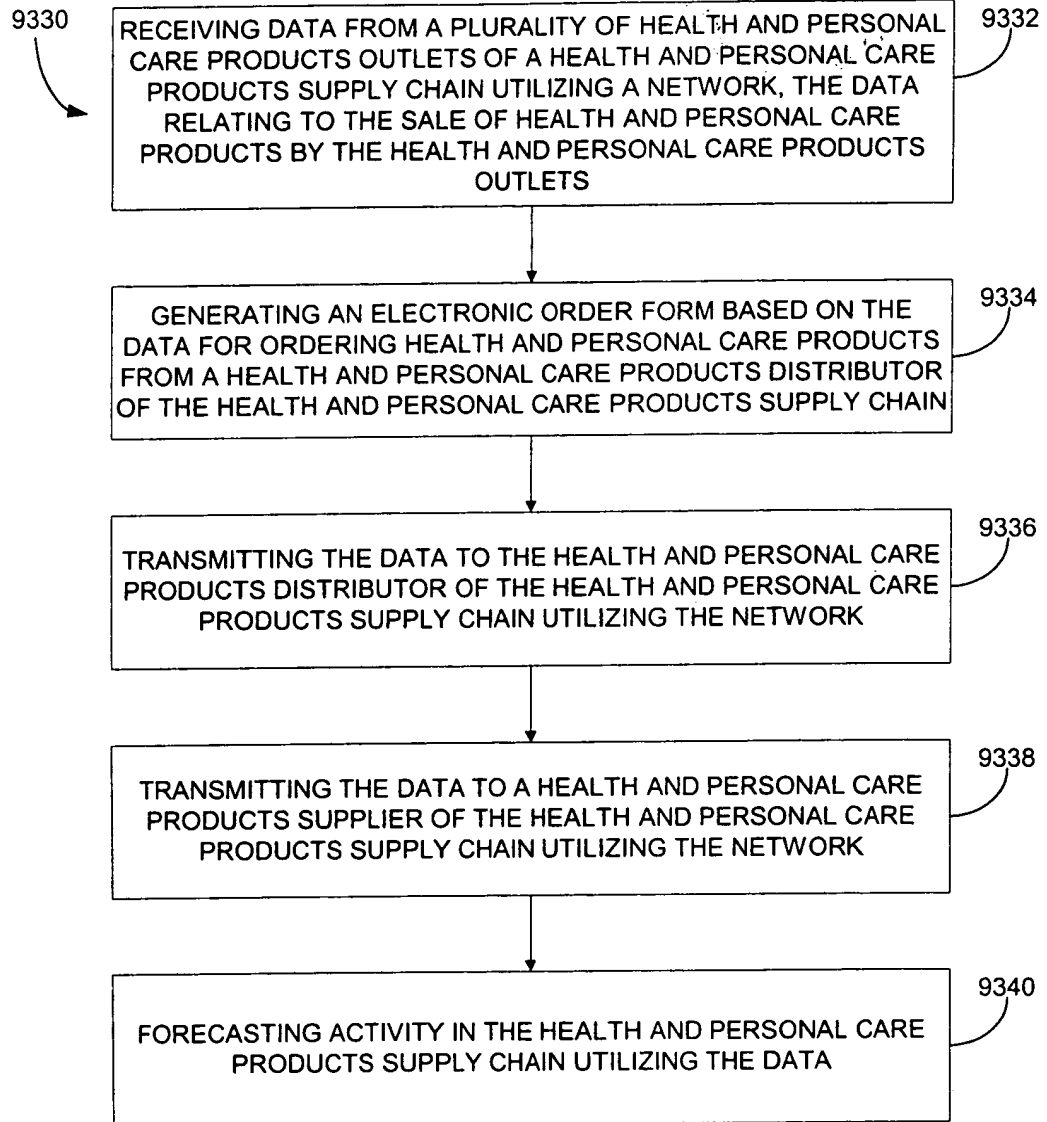 9330
RECEIVING DATA FROM A PLURALITY OF HEALTH AND PERSONAL
CARE PRODUCTS OUTLETS OF A HEALTH AND PERSONAL CARE
PRODUCTS SUPPLY CHAIN UTILIZING A NETWORK, THE DATA
RELATING TO THE SALE OF HEALTH AND PERSONAL CARE
PRODUCTS BY THE HEALTH AND PERSONAL CARE PRODUCTS
OUTLETS
9332
GENERATING AN ELECTRONIC ORDER FORM BASED ON THE
DATA FOR ORDERING HEALTH AND PERSONAL CARE PRODUCTS
FROM A HEALTH AND PERSONAL CARE PRODUCTS DISTRIBUTOR
OF THE HEALTH AND PERSONAL CARE PRODUCTS SUPPLY CHAIN
9334
TRANSMITTING THE DATA TO THE HEALTH AND PERSONAL CARE
PRODUCTS DISTRIBUTOR OF THE HEALTH AND PERSONAL CARE
PRODUCTS SUPPLY CHAIN UTILIZING THE NETWORK
9336
TRANSMITTING THE DATA TO A HEALTH AND PERSONAL CARE
PRODUCTS SUPPLIER OF THE HEALTH AND PERSONAL CARE
PRODUCTS SUPPLY CHAIN UTILIZING THE NETWORK
9338
FORECASTING ACTIVITY IN THE HEALTH AND PERSONAL CARE
PRODUCTS SUPPLY CHAIN UTILIZING THE DATA
9340